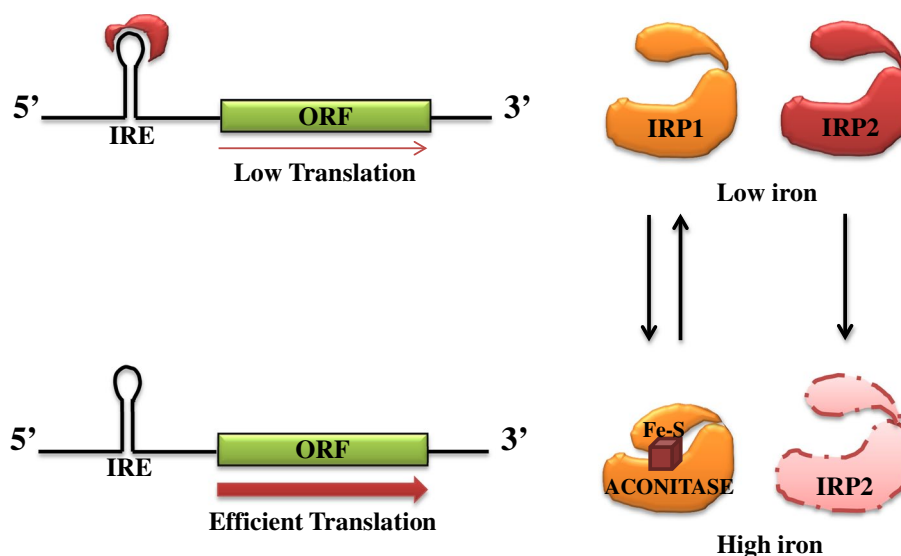 5’
IRE
ORF
3’
Low Translation
IRP1
IRP2
Low iron
5’
IRE
ORF
3’
Efficient Translation
Fe-S
ACONITASE
IRP2
High iron